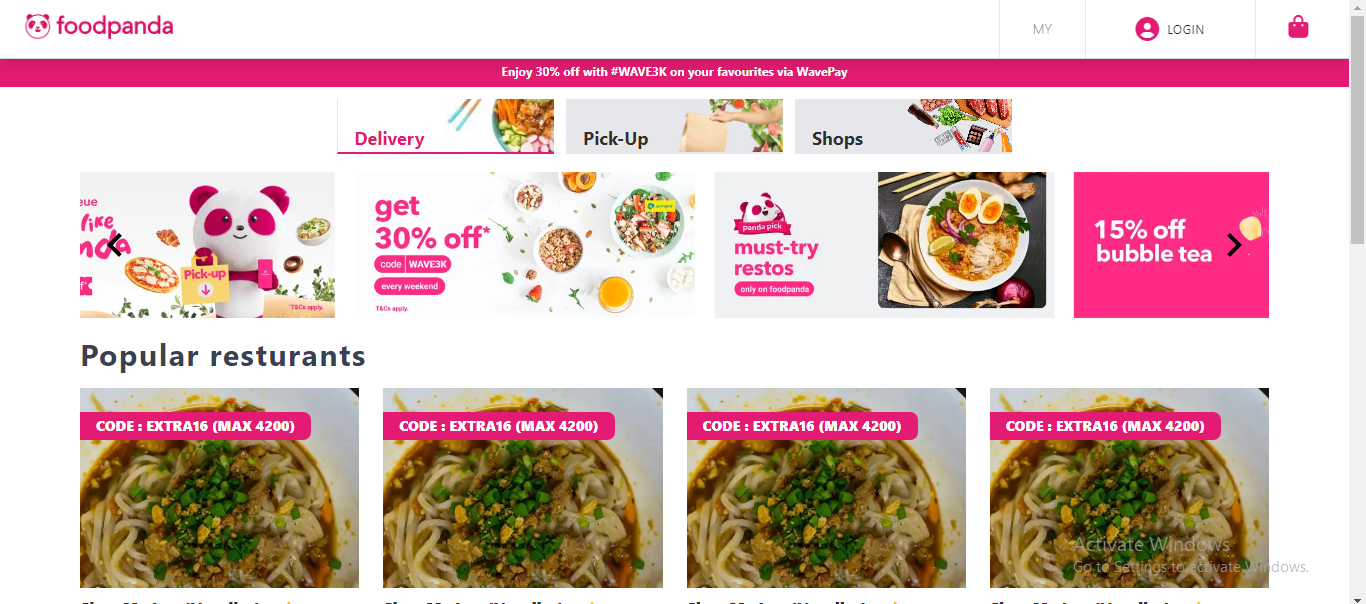 foodpanda
MY
LOGIN
Enjoy 30% off with #WAVE3K on your favourites via WavePay
Delivery
Pick-Up
Shops
like
Pick-up
*T&Cs apply.
get
30% off*
code WAVE3K
every weekend
T&Cs apply.
panda pick
must-try
restos
only on foodpanda
15% off
bubble tea
Popular resturants
CODE : EXTRA16 (MAX 4200)
CODE : EXTRA16 (MAX 4200)
CODE : EXTRA16 (MAX 4200)
CODE : EXTRA16 (MAX 4200)
Activate Windows
Go to Settings to activate Windows.